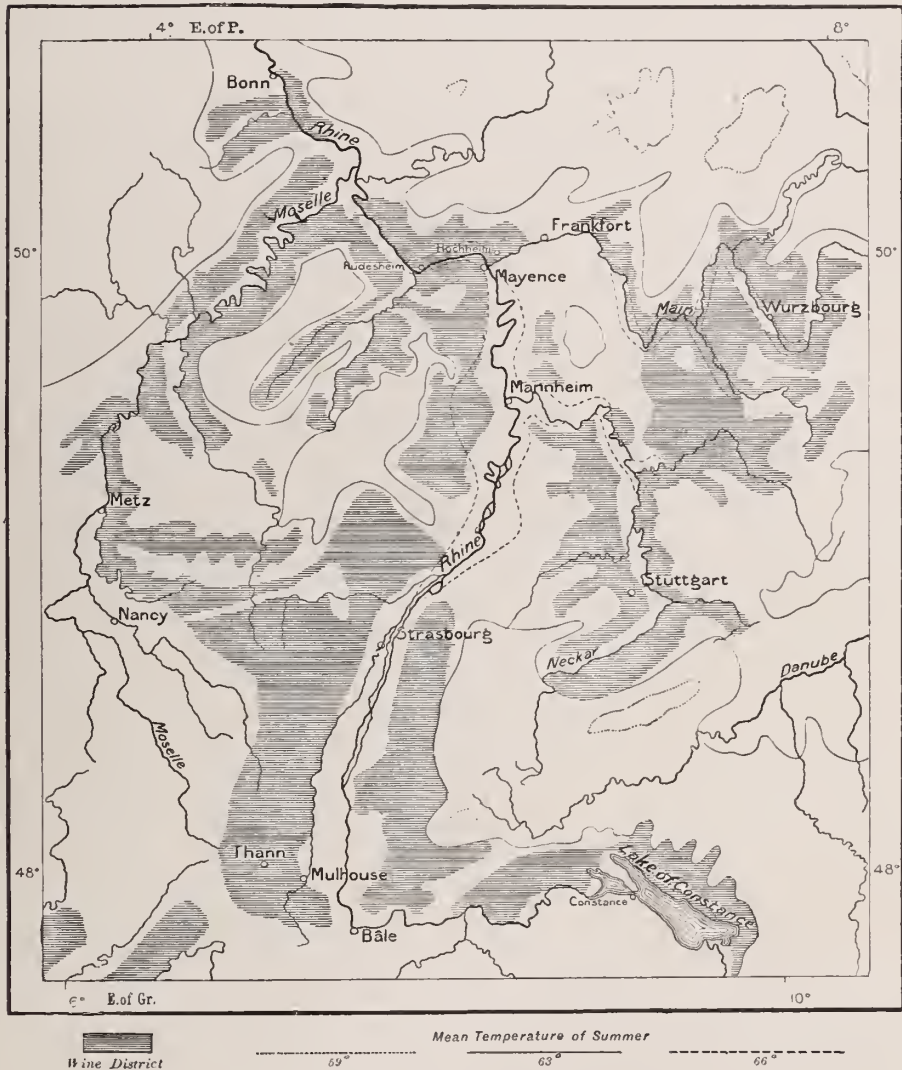 4° E. of P. 8°
Bonn
Rhine
Moselle
Frankfort
50° Hochheim 50°
Rudesheim
Mayence
Main
Wurzbourg
Mannheim
Metz
Rhine
Stuttgart
Nancy
Strasbourg
Neckar
Danube
Moselle
Thann
48° Mulhouse 48°
Lake of Constance
Constance
Bâle
6° E. of Gr. 10°
Mean Temperature of Summer
Wine District 59° 63° 66°